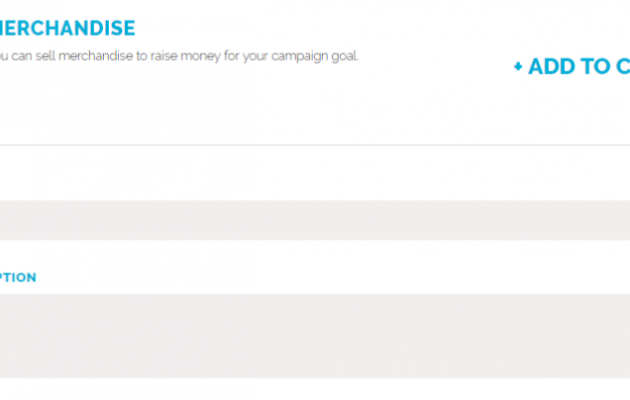 MERCHANDISE
ou can sell merchandise to raise money for your campaign goal.
+ ADD TO C
PTION